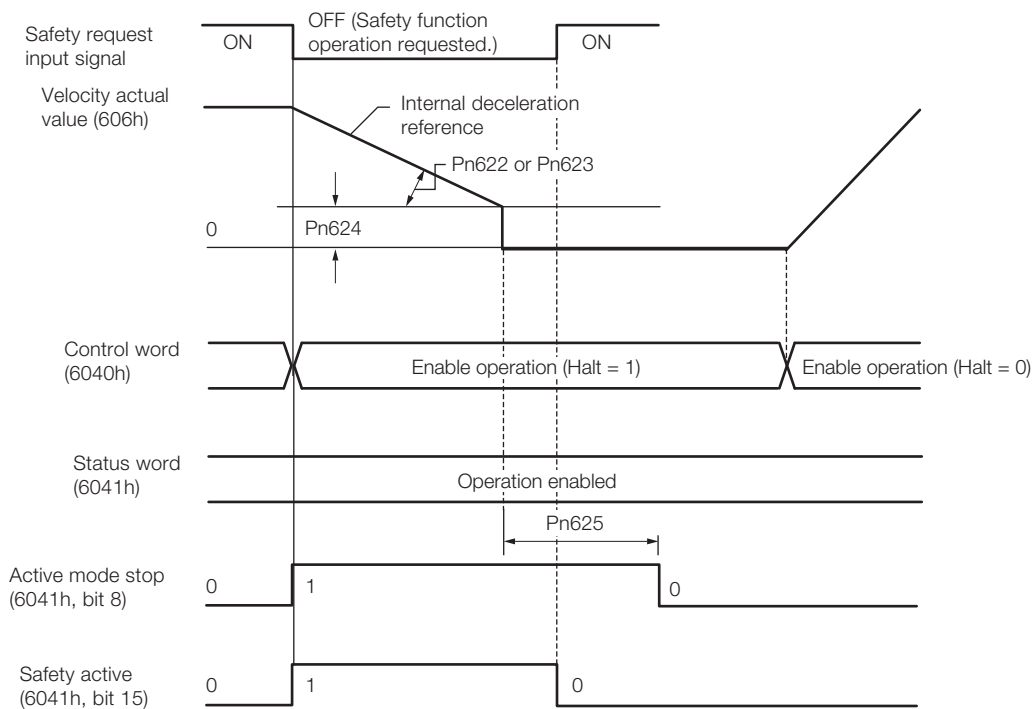 Safety request
input signal
ON
OFF (Safety function
operation requested.)
ON
Velocity actual
value (606h)
Internal deceleration
reference
Pn622 or Pn623
0
Pn624
Control word
(6040h)
Enable operation (Halt = 1)
Enable operation (Halt = 0)
Status word
(6041h)
Operation enabled
Pn625
Active mode stop
(6041h, bit 8)
0
1
0
Safety active
(6041h, bit 15)
0
1
0